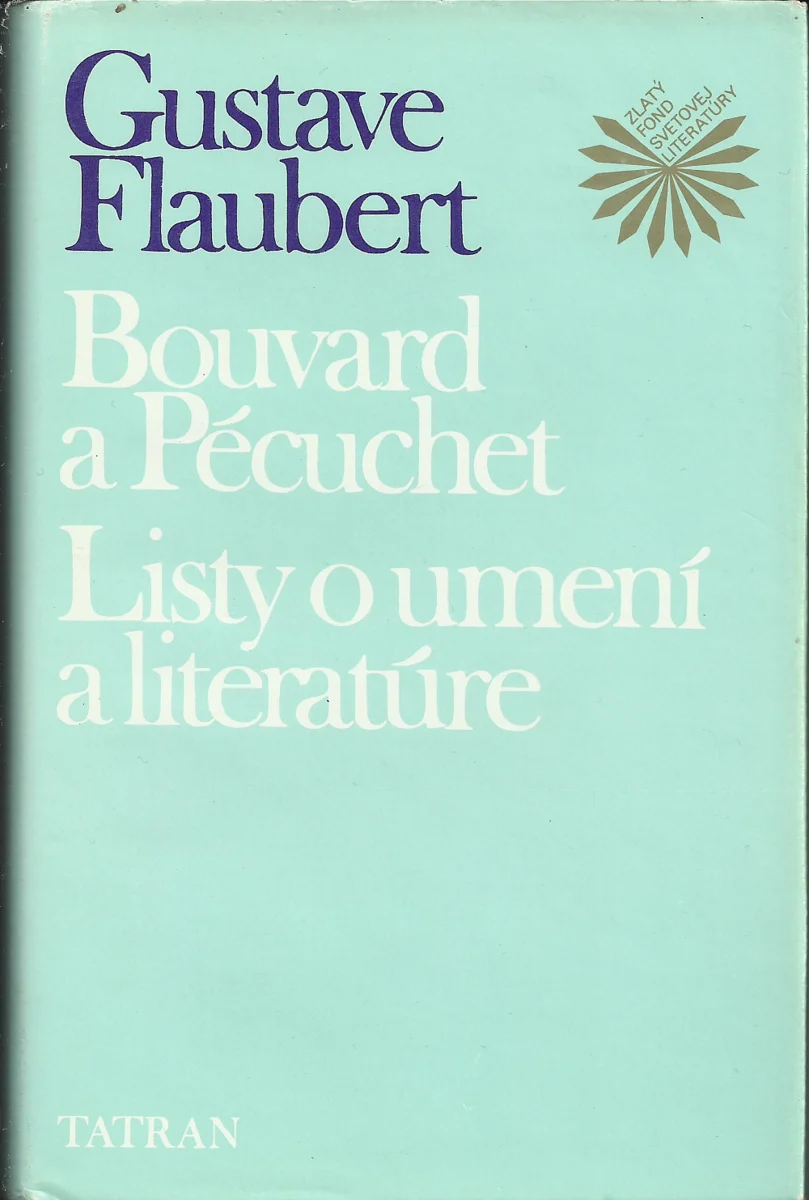 Gustave
Flaubert
ZLATÝ
FOND
SVETOVEJ
LITERATÚRY
Bouvard
a Pécuchet
Listy o umení
a literatúre
TATRAN